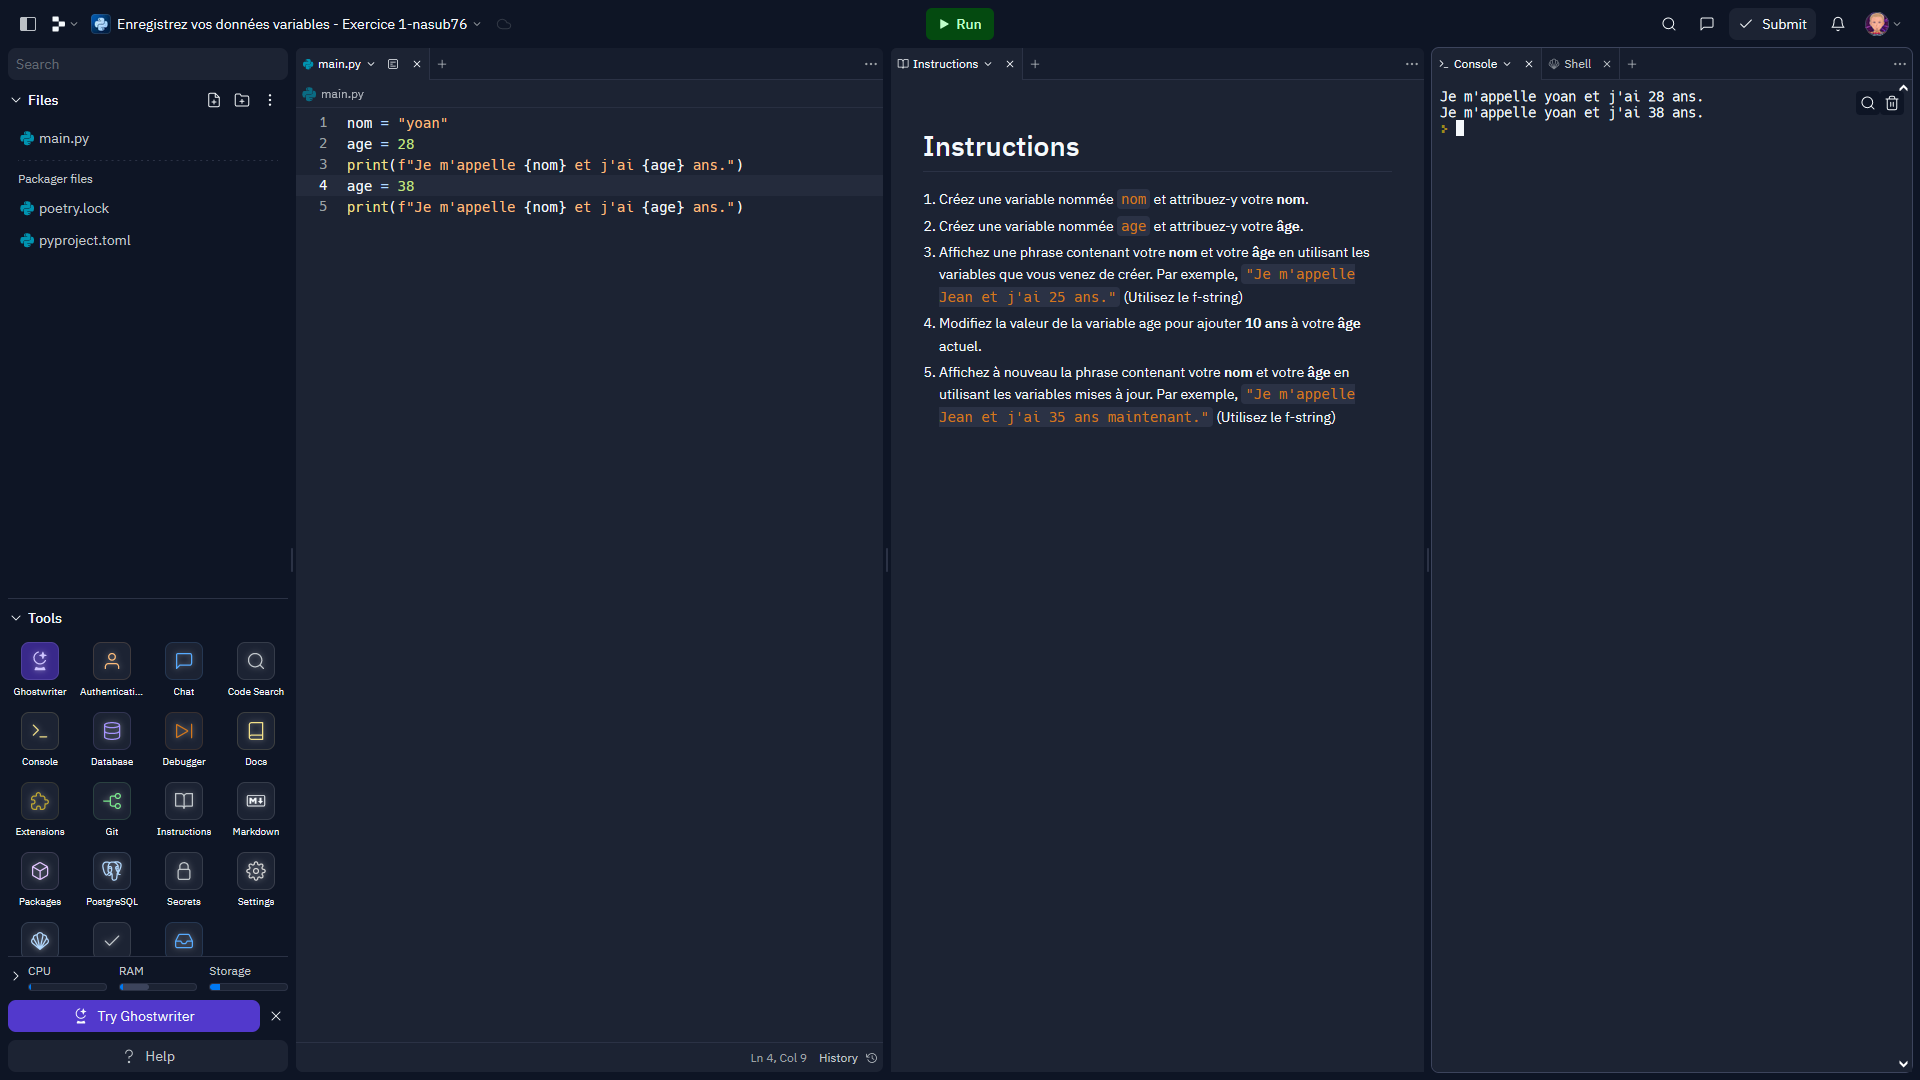 Enregistrez vos données variables - Exercice 1-nasub76
Run
Submit
Search
Files
main.py
Packager files
poetry.lock
pyproject.toml
Tools
Ghostwriter
Authenticati...
Chat
Code Search
Console
Database
Debugger
Docs
Extensions
Git
Instructions
Markdown
Packages
PostgreSQL
Secrets
Settings
CPU
RAM
Storage
Try Ghostwriter
? Help
main.py
main.py
1 nom = "yoan"
2 age = 28
3 print(f"Je m'appelle {nom} et j'ai {age} ans.")
4 age = 38
5 print(f"Je m'appelle {nom} et j'ai {age} ans.")
Ln 4, Col 9
History
Instructions
Instructions
1. Créez une variable nommée nom et attribuez-y votre nom.
2. Créez une variable nommée age et attribuez-y votre âge.
3. Affichez une phrase contenant votre nom et votre âge en utilisant les
variables que vous venez de créer. Par exemple, "Je m'appelle
Jean et j'ai 25 ans." (Utilisez le f-string)
4. Modifiez la valeur de la variable age pour ajouter 10 ans à votre âge
actuel.
5. Affichez à nouveau la phrase contenant votre nom et votre âge en
utilisant les variables mises à jour. Par exemple, "Je m'appelle
Jean et j'ai 35 ans maintenant." (Utilisez le f-string)
Console
Shell
Je m'appelle yoan et j'ai 28 ans.
Je m'appelle yoan et j'ai 38 ans.